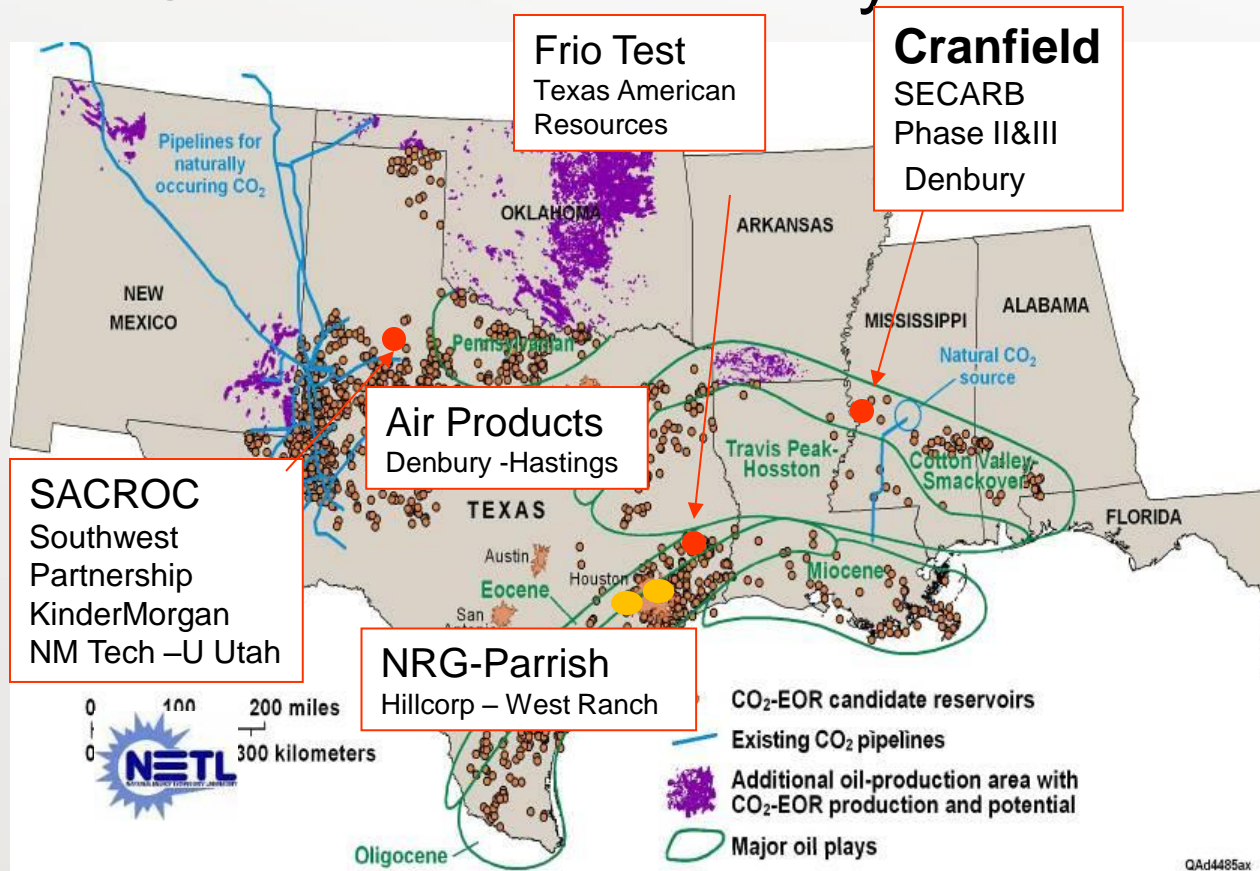 Frio Test
Texas American
Resources
Cranfield
SECARB
Phase II&III
Denbury
Pipelines for
naturally
occuring CO₂
OKLAHOMA
ARKANSAS
NEW
MEXICO
MISSISSIPPI
ALABAMA
Pennsylvanian
Natural CO₂
source
Air Products
Denbury -Hastings
Travis Peak-
Hosston
Cotton Valley
Smackover
SACROC
Southwest
Partnership
KinderMorgan
NM Tech –U Utah
TEXAS
FLORIDA
Austin
Houston
Eocene
Miocene
San
NRG-Parrish
Hillcorp – West Ranch
0 100 200 miles
0 300 kilometers
NETL
NATIONAL ENERGY TECHNOLOGY LABORATORY
CO₂-EOR candidate reservoirs
Existing CO₂ pipelines
Additional oil-production area with
CO₂-EOR production and potential
Major oil plays
Oligocene
QAd4485ax